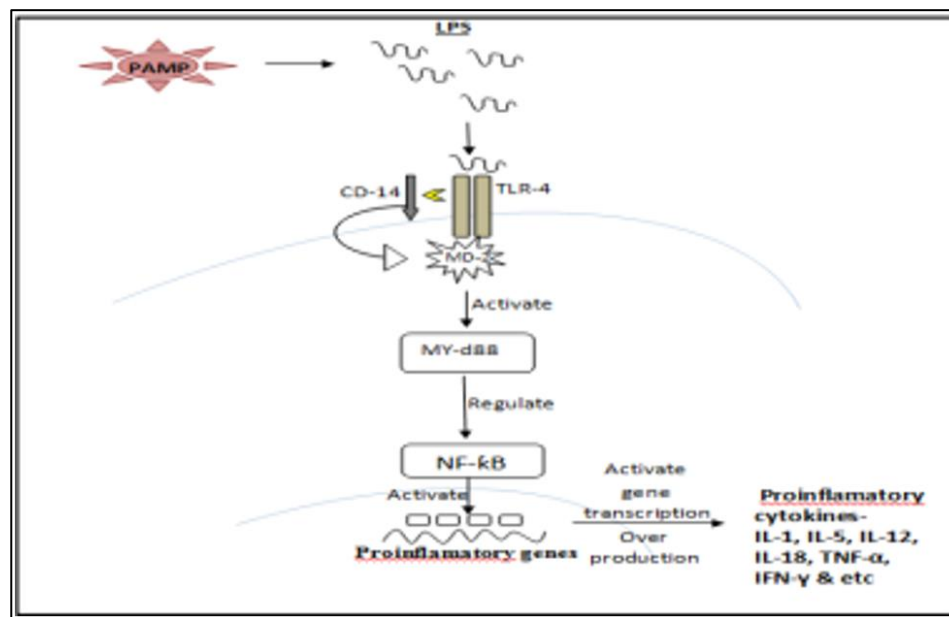 LPS
PAMP
CD-14
TLR-4
MD-2
Activate
MY-d88
Regulate
NF-kB
Activate
Proinflamatory genes
Activate
gene
transcription
Over
production
Proinflamatory
cytokines-
IL-1, IL-5, IL-12,
IL-18, TNF-α,
IFN-γ & etc